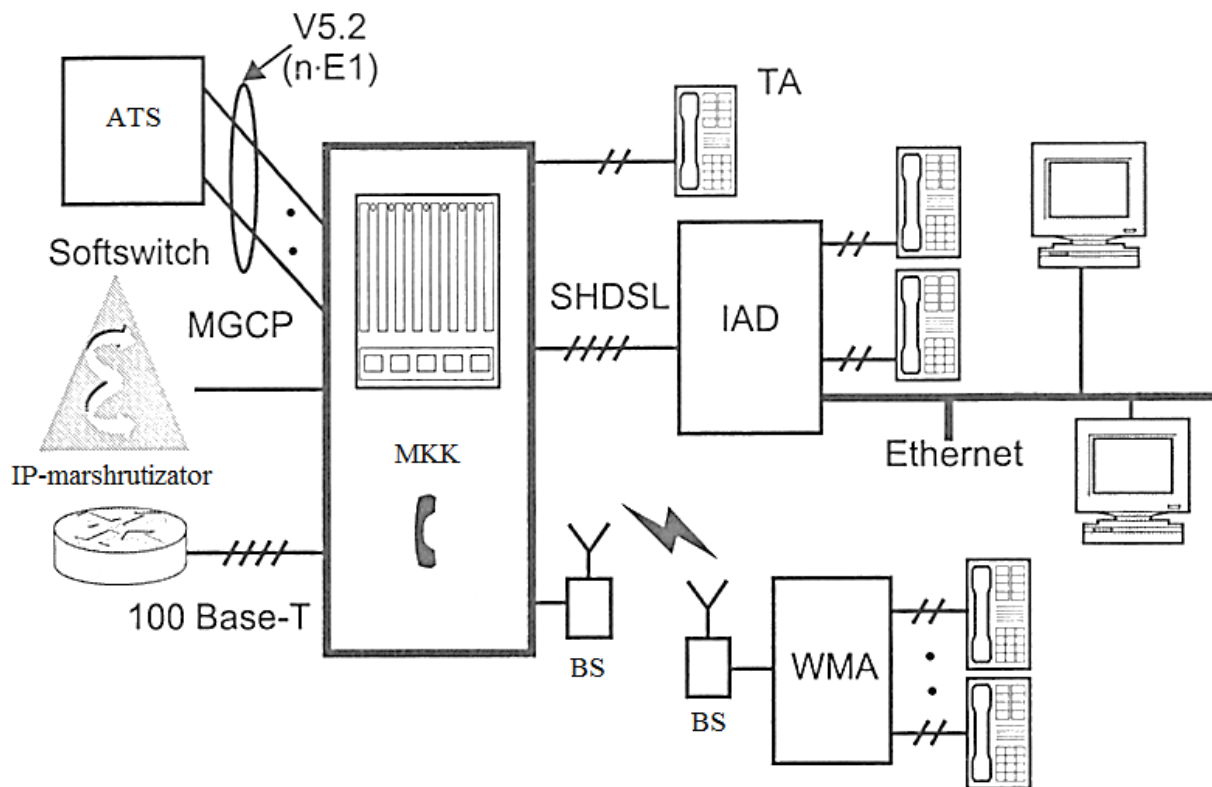 V5.2
(n·E1)
ATS
TA
Softswitch
MGCP
SHDSL
IAD
MKK
IP-marshrutizator
Ethernet
100 Base-T
BS
WMA
BS